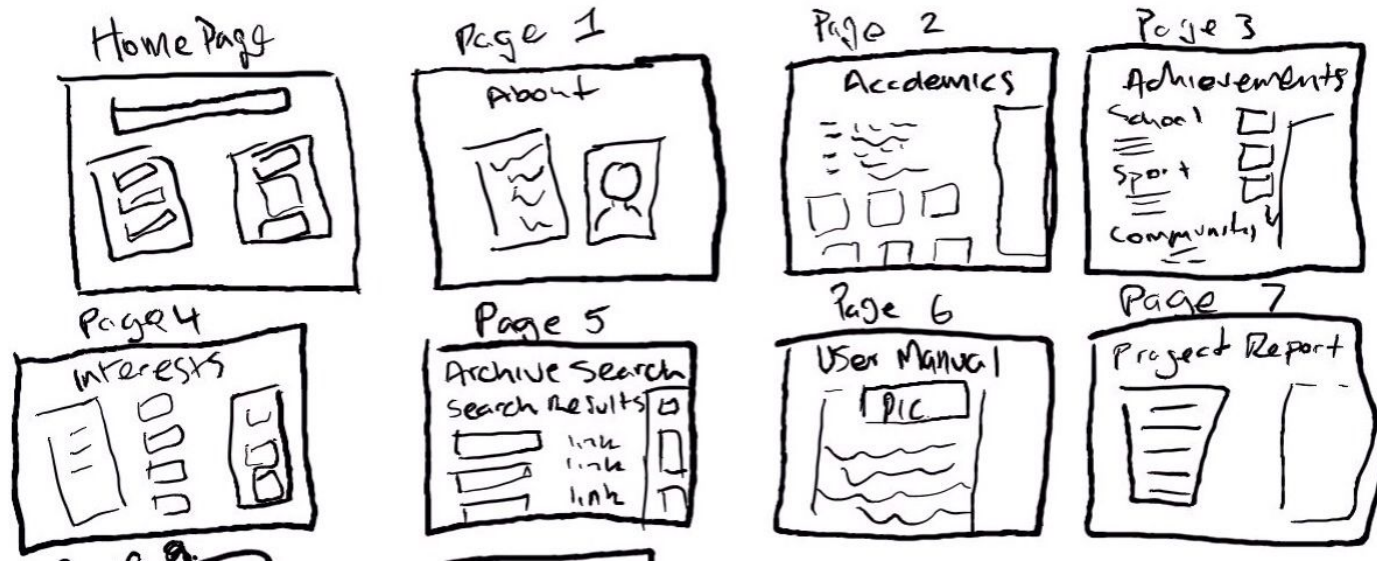 Home Page
Page 1
Page 2
Page 3
About
Accdemics
Achievements
School
Sport
Community
Page 4
Page 5
Page 6
Page 7
Interests
Archive Search
Search Results
link
link
link
User Manual
PIC
Progect Report